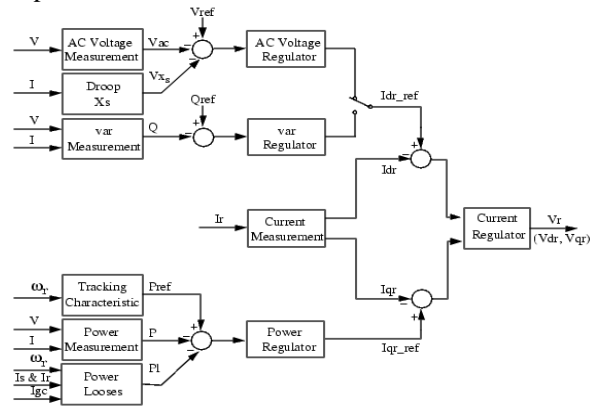 Vref
V
AC Voltage
Measurement
Vac
+
−
−
AC Voltage
Regulator
I
Droop
Xs
Vxs
Qref
V
I
var
Measurement
Q
+
−
var
Regulator
Idr_ref
+
−
Idr
Ir
Current
Measurement
Current
Regulator
Vr
(Vdr, Vqr)
Iqr
−
+
Iqr_ref
ωr
Tracking
Characteristic
Pref
+
V
I
Power
Measurement
P
−
−
Power
Regulator
ωr
Is & Ir
Igc
Power
Looses
Pl